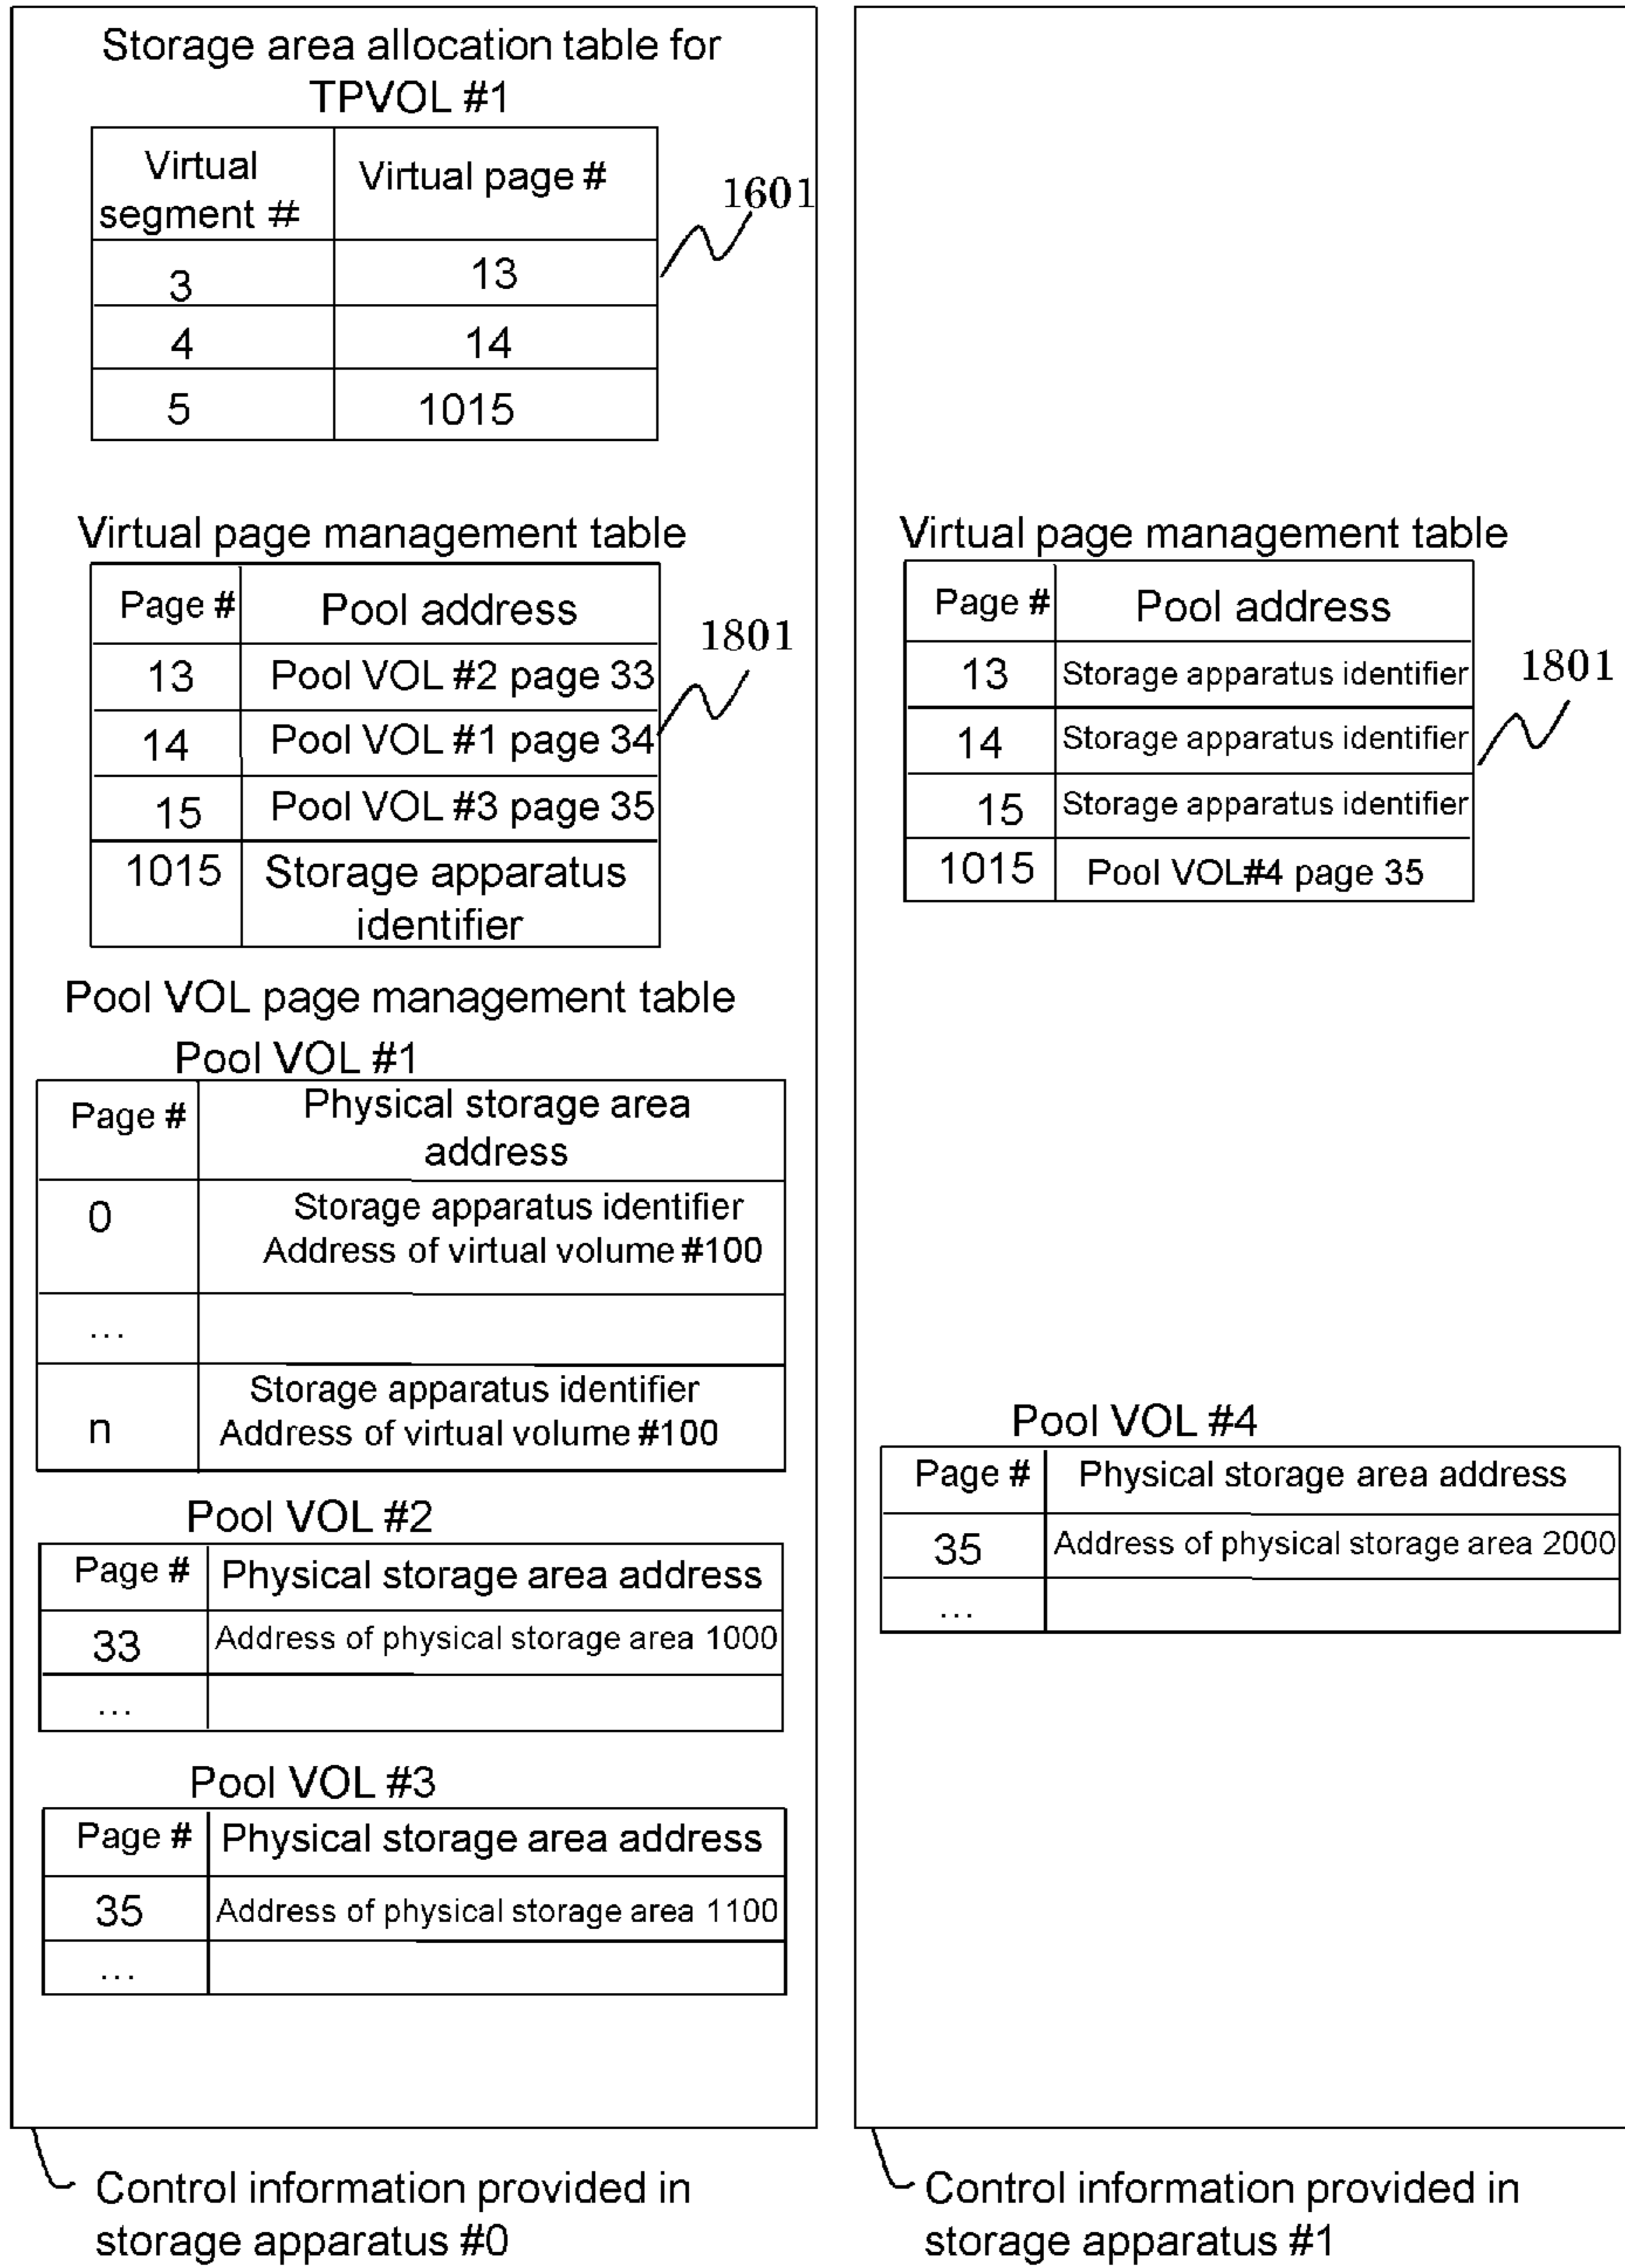 Storage area allocation table for
TPVOL #1
Virtual segment # Virtual page #
3 13
4 14
5 1015
1601
Virtual page management table
Page # Pool address
13 Pool VOL #2 page 33
14 Pool VOL #1 page 34
15 Pool VOL #3 page 35
1015 Storage apparatus
identifier
1801
Pool VOL page management table
Pool VOL #1
Page # Physical storage area
address
0 Storage apparatus identifier
Address of virtual volume #100
...
n Storage apparatus identifier
Address of virtual volume #100
Pool VOL #2
Page # Physical storage area address
33 Address of physical storage area 1000
...
Pool VOL #3
Page # Physical storage area address
35 Address of physical storage area 1100
...
Control information provided in
storage apparatus #0
Virtual page management table
Page # Pool address
13 Storage apparatus identifier
14 Storage apparatus identifier
15 Storage apparatus identifier
1015 Pool VOL#4 page 35
1801
Pool VOL #4
Page # Physical storage area address
35 Address of physical storage area 2000
...
Control information provided in
storage apparatus #1